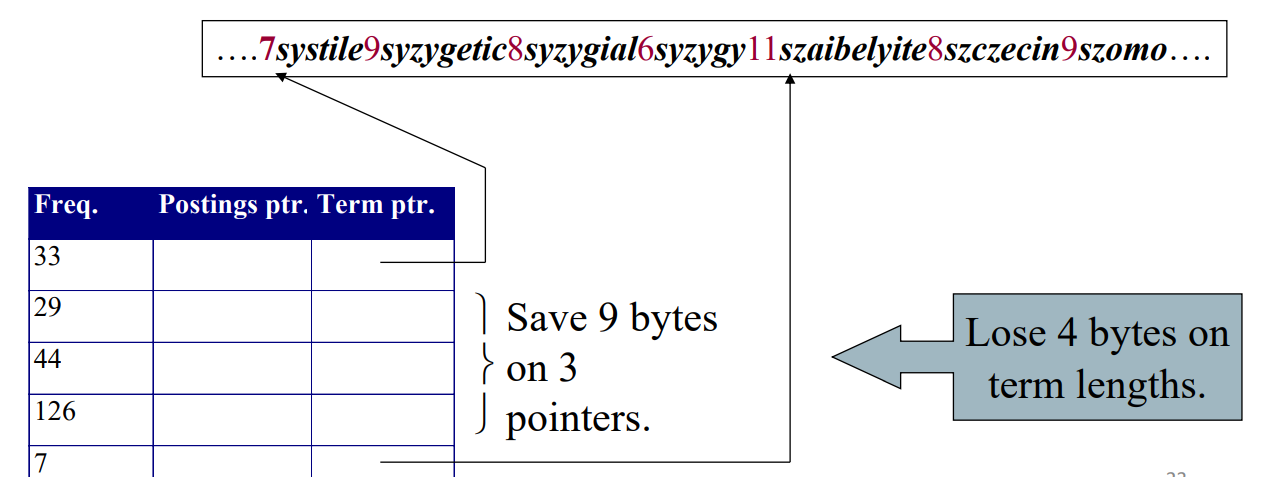 ….7systile9syzygetic8syzygial6syzygy11szaibelyite8szczecin9szomo….
Freq. Postings ptr. Term ptr.
33
29
44
126
7
Save 9 bytes
on 3
pointers.
Lose 4 bytes on
term lengths.